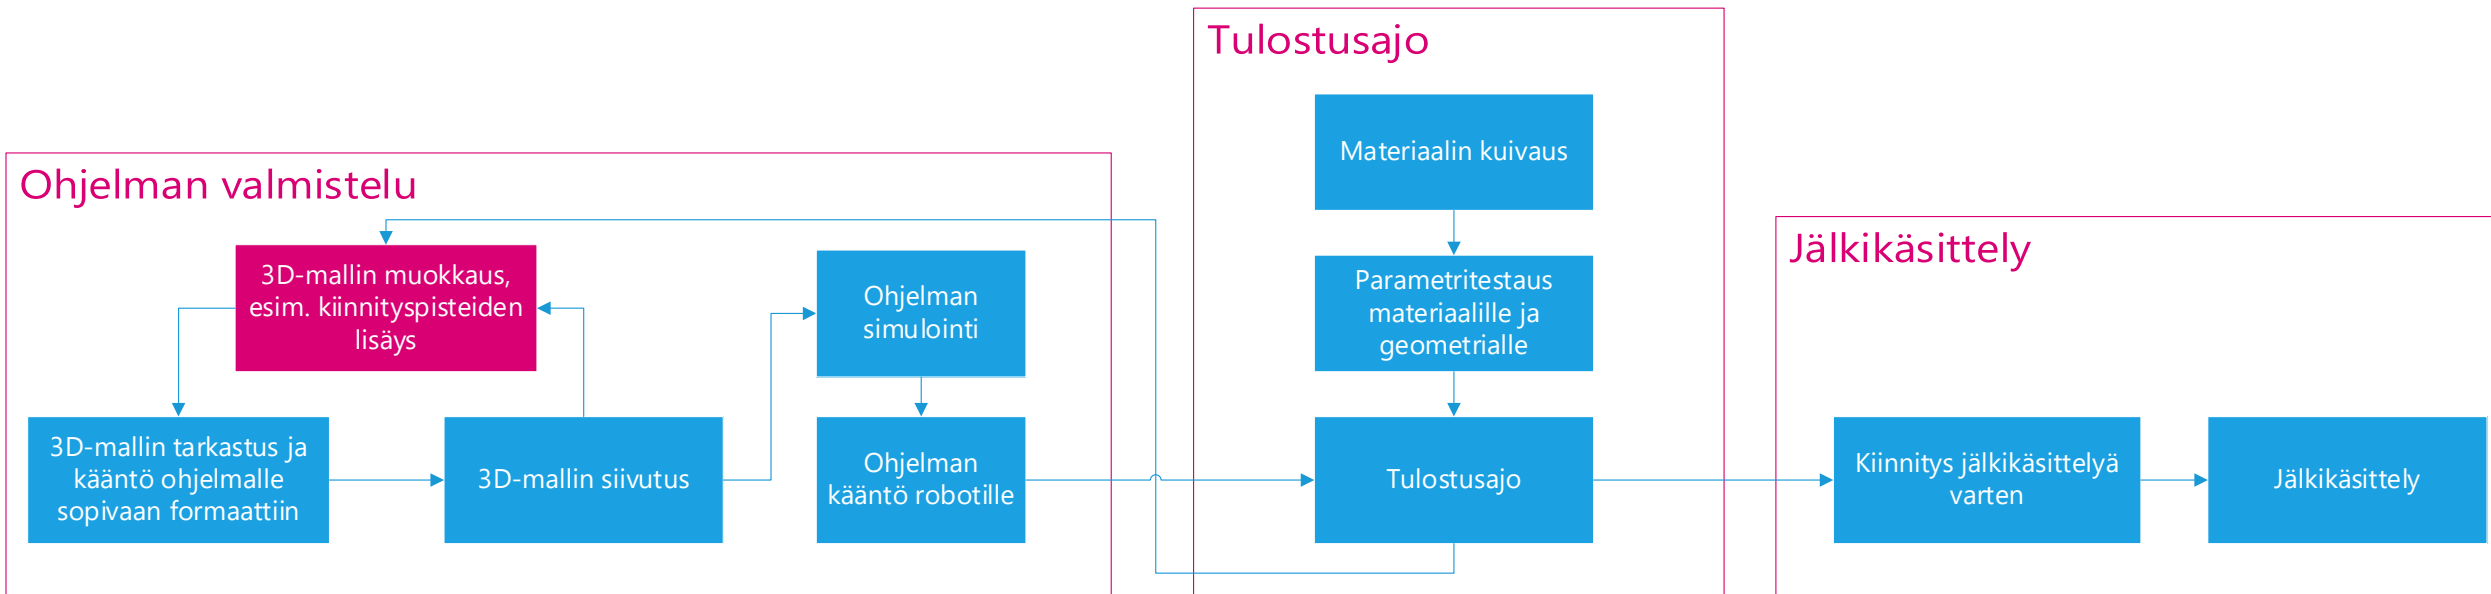 Ohjelman valmistelu
3D-mallin muokkaus,
esim. kiinnityspisteiden
lisäys
3D-mallin tarkastus ja
kääntö ohjelmalle
sopivaan formaattiin
3D-mallin siivutus
Ohjelman
simulointi
Ohjelman
kääntö robotille
Tulostusajo
Materiaalin kuivaus
Parametritestaus
materiaalille ja
geometrialle
Tulostusajo
Jälkikäsittely
Kiinnitys jälkikäsittelyä
varten
Jälkikäsittely